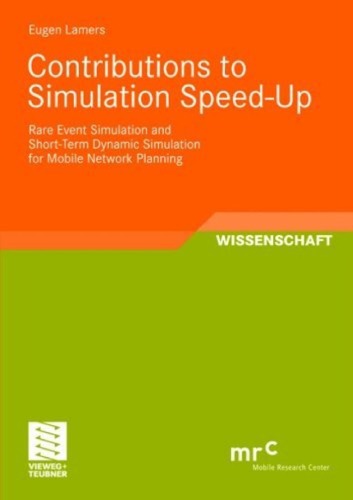 Eugen Lamers
Contributions to
Simulation Speed-Up
Rare Event Simulation and
Short-Term Dynamic Simulation
for Mobile Network Planning
WISSENSCHAFT
VIEWEG+
TEUBNER
mrc
Mobile Research Center